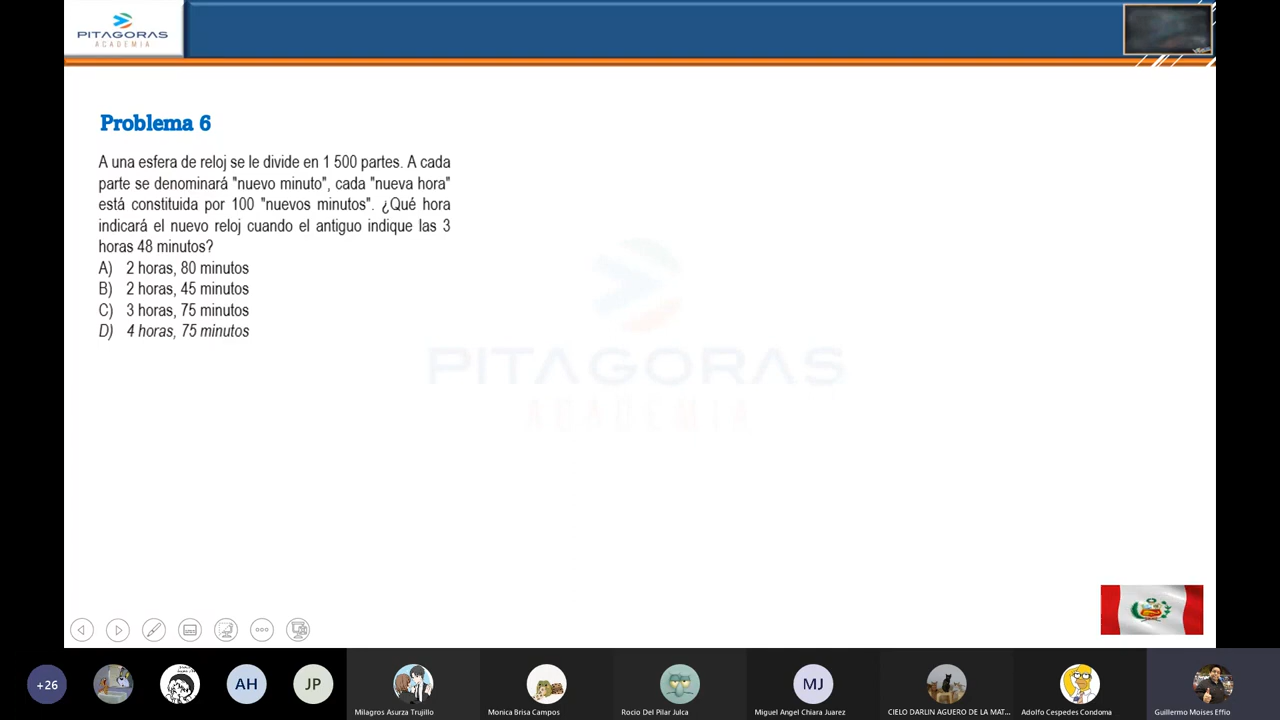 PITAGORAS
ACADEMIA
Problema 6
A una esfera de reloj se le divide en 1 500 partes. A cada
parte se denominará "nuevo minuto", cada "nueva hora"
está constituida por 100 "nuevos minutos". ¿Qué hora
indicará el nuevo reloj cuando el antiguo indique las 3
horas 48 minutos?
A) 2 horas, 80 minutos
B) 2 horas, 45 minutos
C) 3 horas, 75 minutos
D) 4 horas, 75 minutos
PITAGORAS
ACADEMIA
+26
AH
JP
MJ
Milagros Asurza Trujillo
Monica Brisa Campos
Rocio Del Pilar Julca
Miguel Angel Chiara Juarez
CIELO DARLIN AGUERO DE LA MAT...
Adolfo Cespedes Condoma
Guillermo Moises Effio